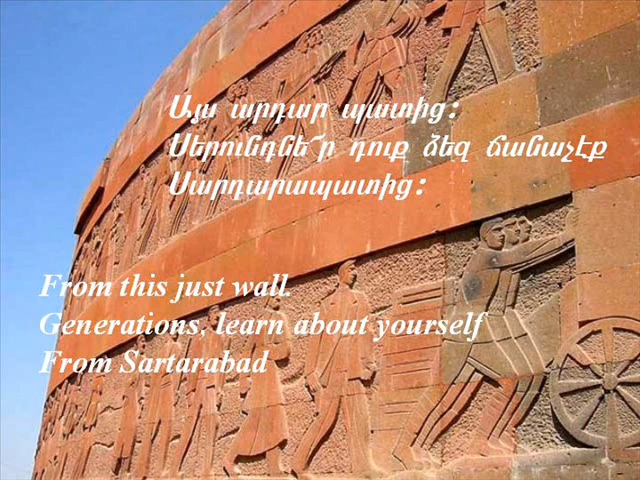 Այս արդար պատից:
Սերունդնե՜ր դուք ձեզ ճանաչէք
Սարդարապատից:
From this just wall.
Generations, learn about yourself
From Sartarabad